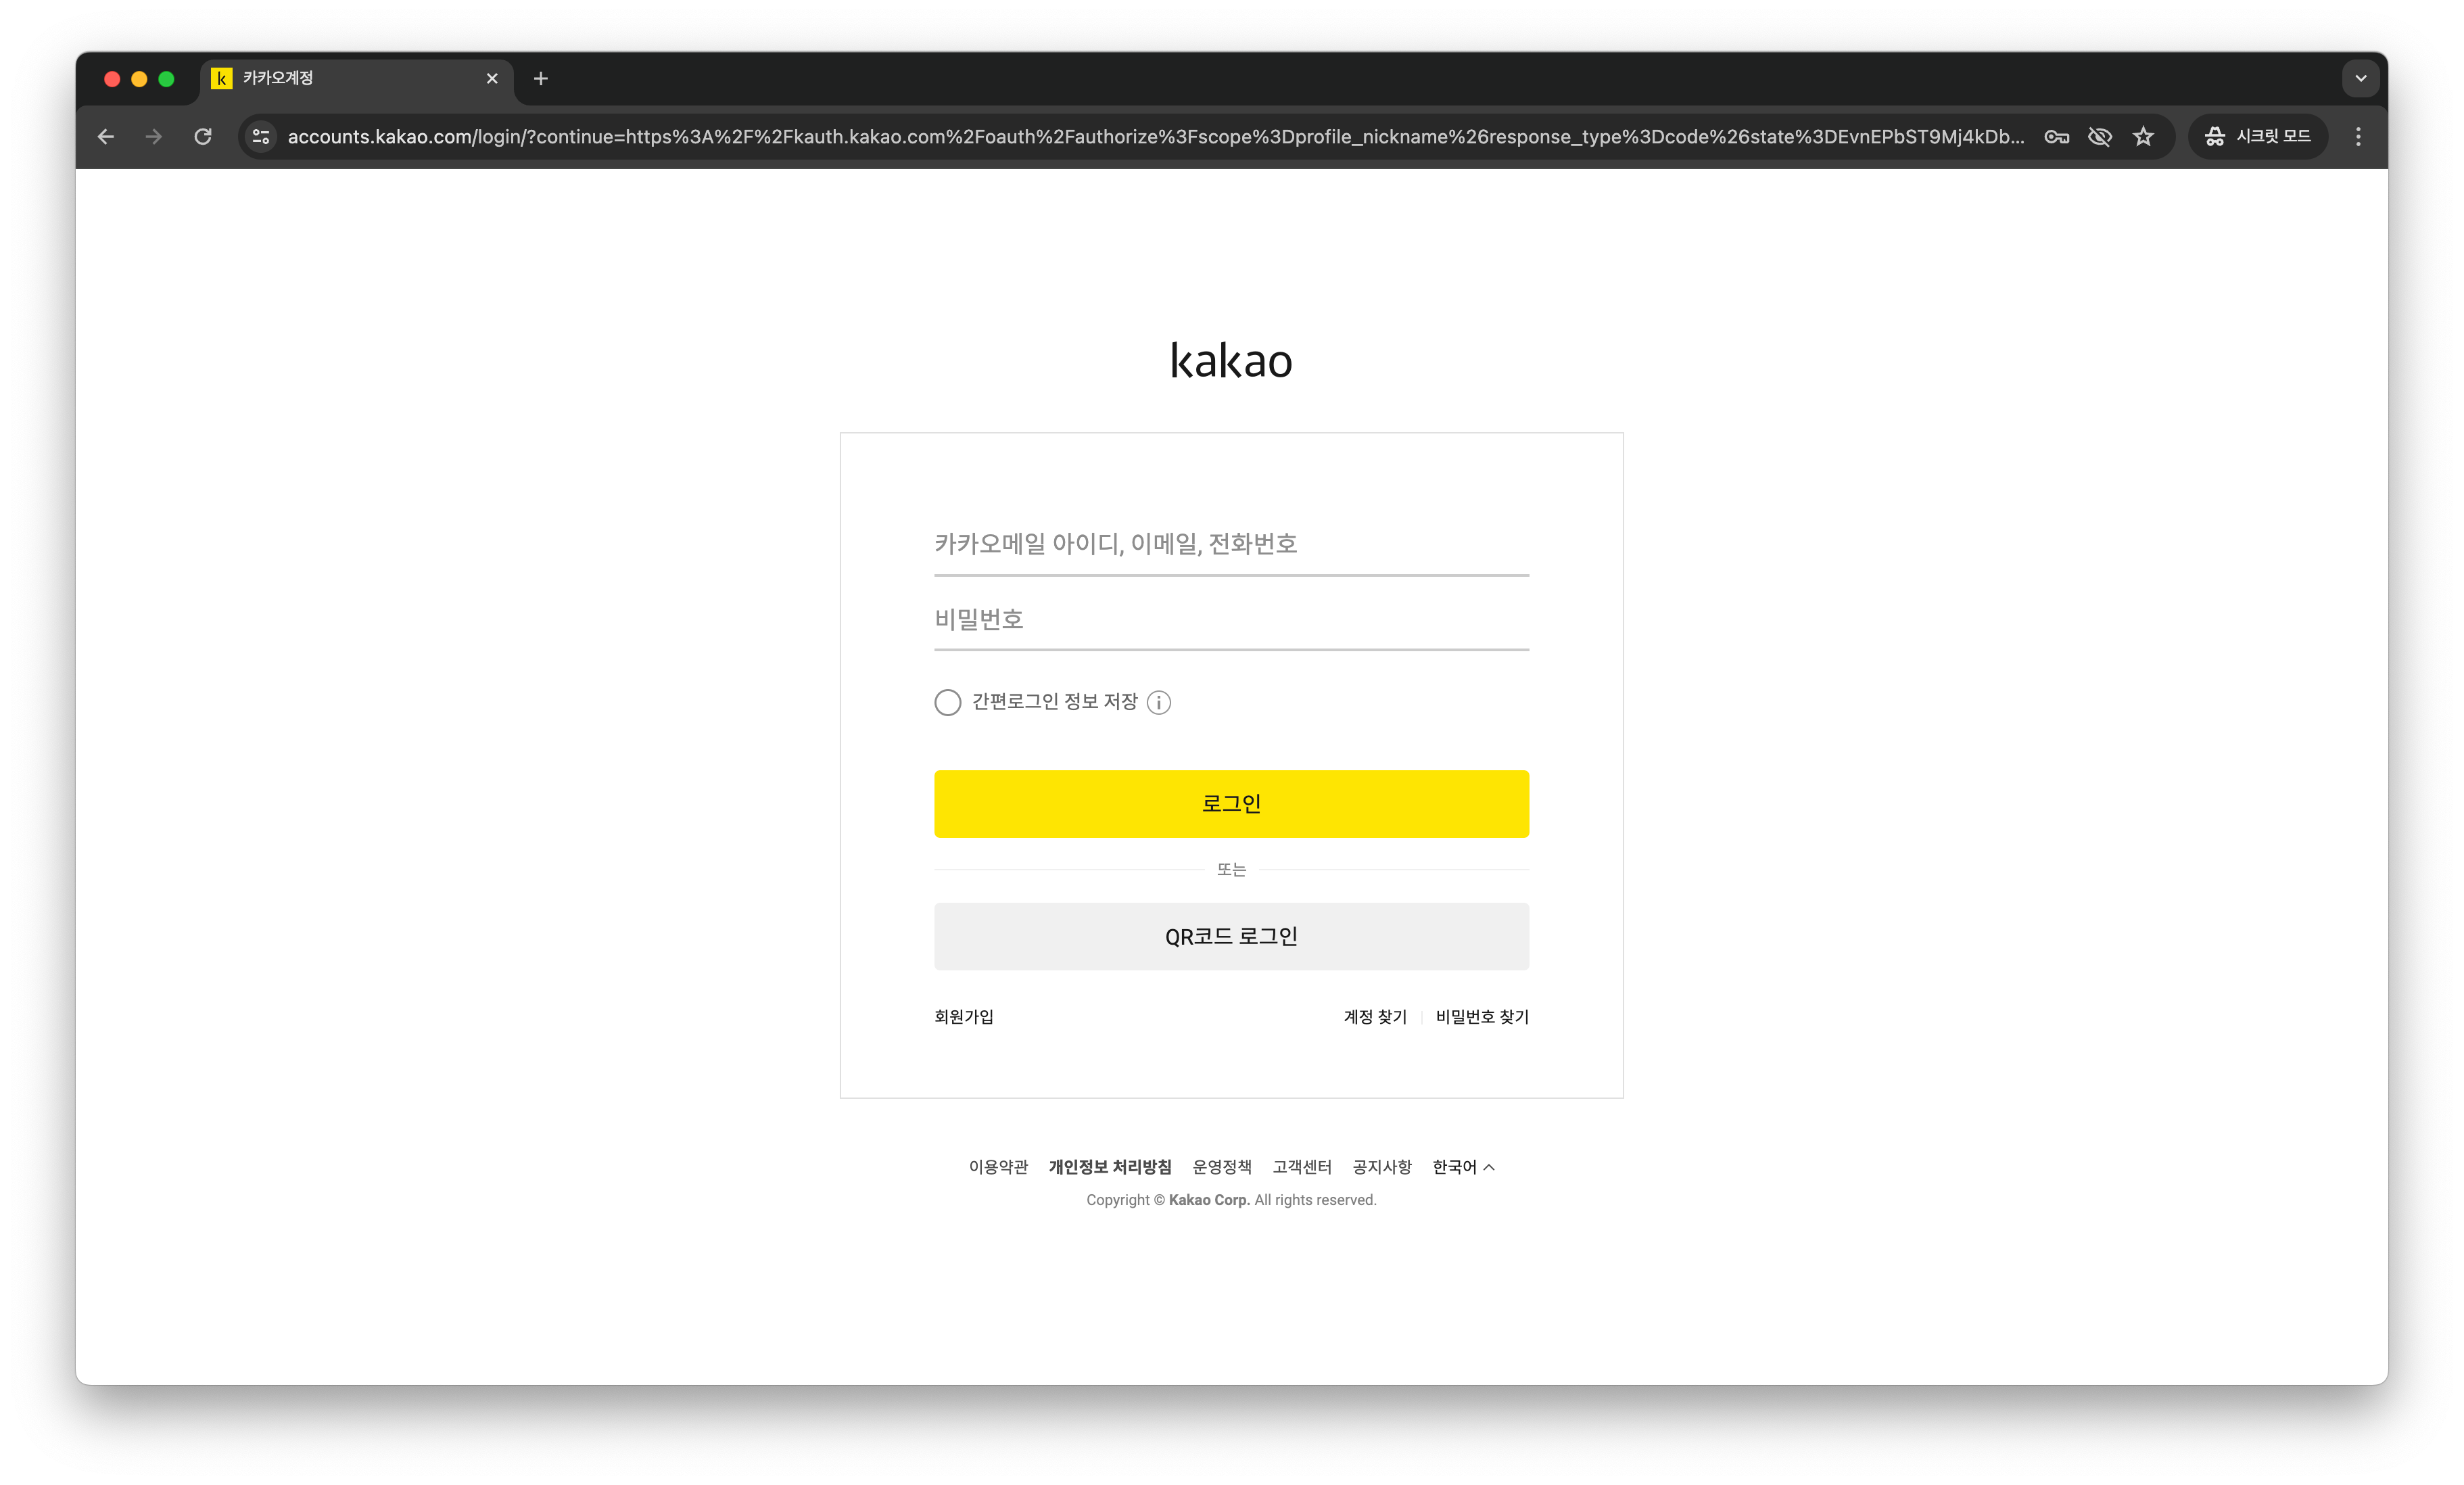 카카오계정
accounts.kakao.com/login/?continue=https%3A%2F%2Fkauth.kakao.com%2Foauth%2Fauthorize%3Fscope%3Dprofile_nickname%26response_type%3Dcode%26state%3DEvnEPbST9Mj4kDb... 시크릿 모드
kakao
카카오메일 아이디, 이메일, 전화번호
비밀번호
간편로그인 정보 저장
로그인
또는
QR코드 로그인
회원가입 계정 찾기 비밀번호 찾기
이용약관 개인정보 처리방침 운영정책 고객센터 공지사항 한국어
Copyright © Kakao Corp. All rights reserved.